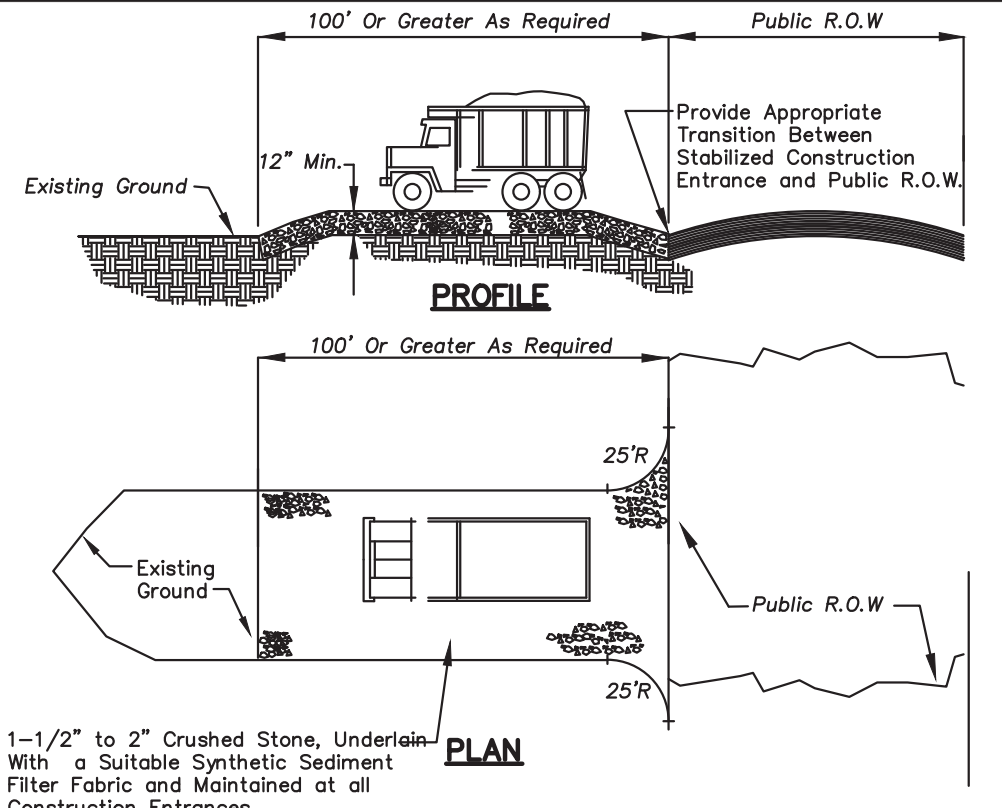 100' Or Greater As Required
Public R.O.W
Provide Appropriate
Transition Between
Stabilized Construction
Entrance and Public R.O.W.
12" Min.
Existing Ground
PROFILE
100' Or Greater As Required
25'R
Existing
Ground
Public R.O.W
25'R
1-1/2" to 2" Crushed Stone, Underlain
With a Suitable Synthetic Sediment
Filter Fabric and Maintained at all
Construction Entrances
PLAN